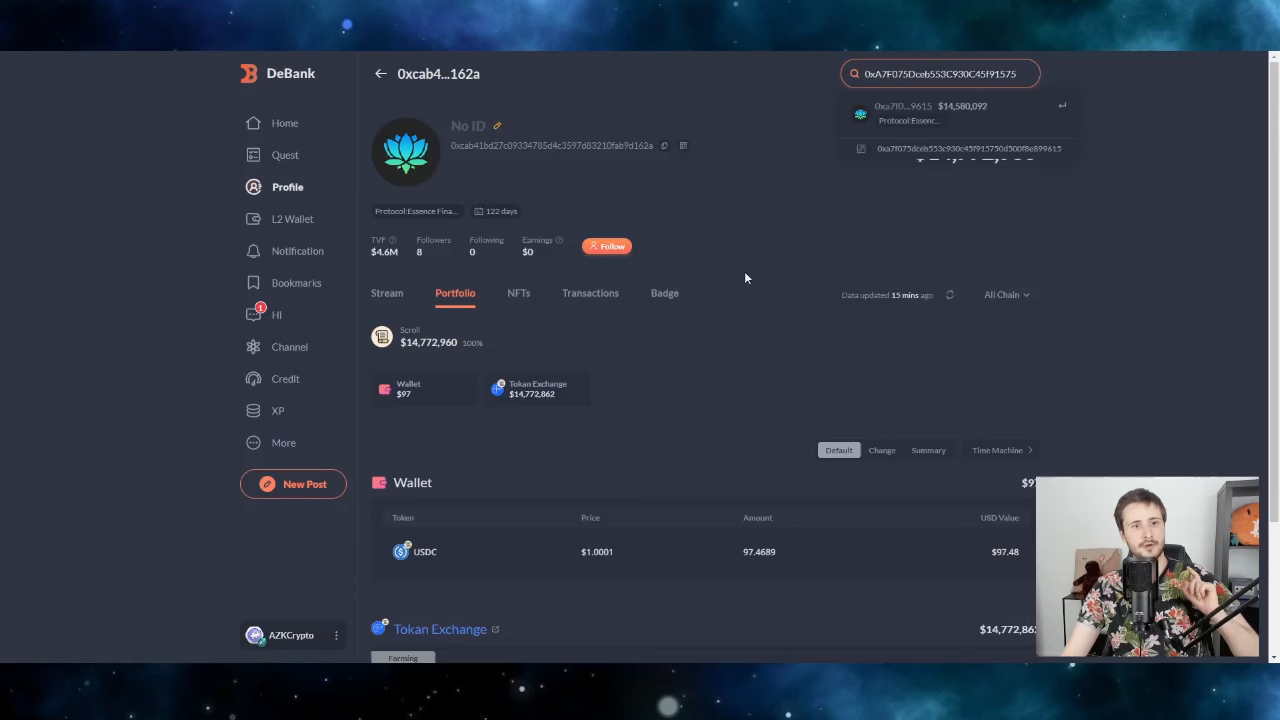 DeBank
0xcab4...162a
0xA7F075Dceb553C930C45f91575
0xa7f0...9615 $14,580,092
Protocol:Essenc...
0xa7f075dceb553c930c45f915750d500f8e899615
No ID
0xcab41bd27c09334785d4c3597d83210fab9d162a
Protocol:Essence Fina...
122 days
TVF Followers Following Earnings
$4.6M 8 0 $0
Follow
Home
Quest
Profile
L2 Wallet
Notification
Bookmarks
1
Hi
Channel
Credit
XP
More
New Post
AZKCrypto
Stream Portfolio NFTs Transactions Badge
Data updated 15 mins ago All Chain
Scroll
$14,772,960 100%
Wallet
$97
Tokan Exchange
$14,772,862
Default Change Summary Time Machine
Wallet
Token Price Amount USD Value
USDC $1.0001 97.4689 $97.48
Tokan Exchange
Farming